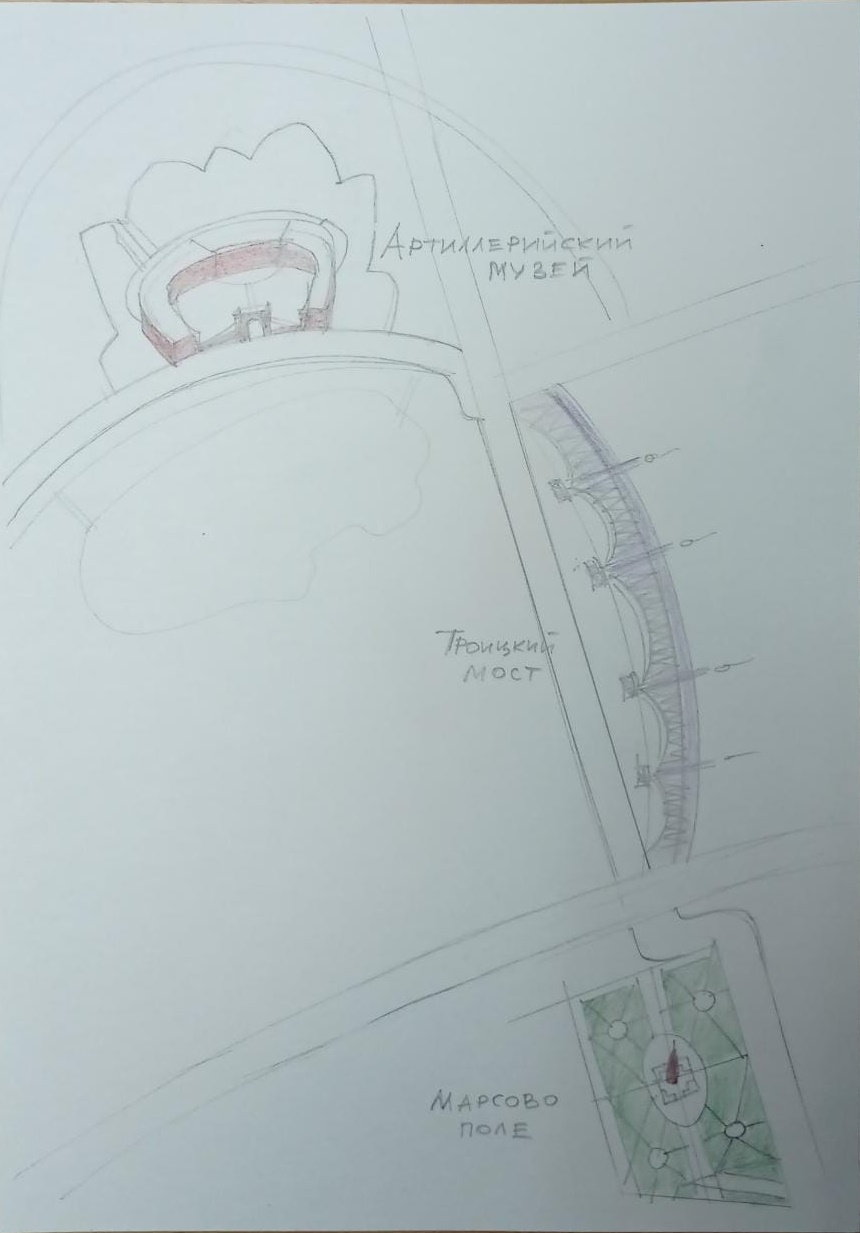 Артиллерийский
музей
Троицкий
мост
Марсово
поле